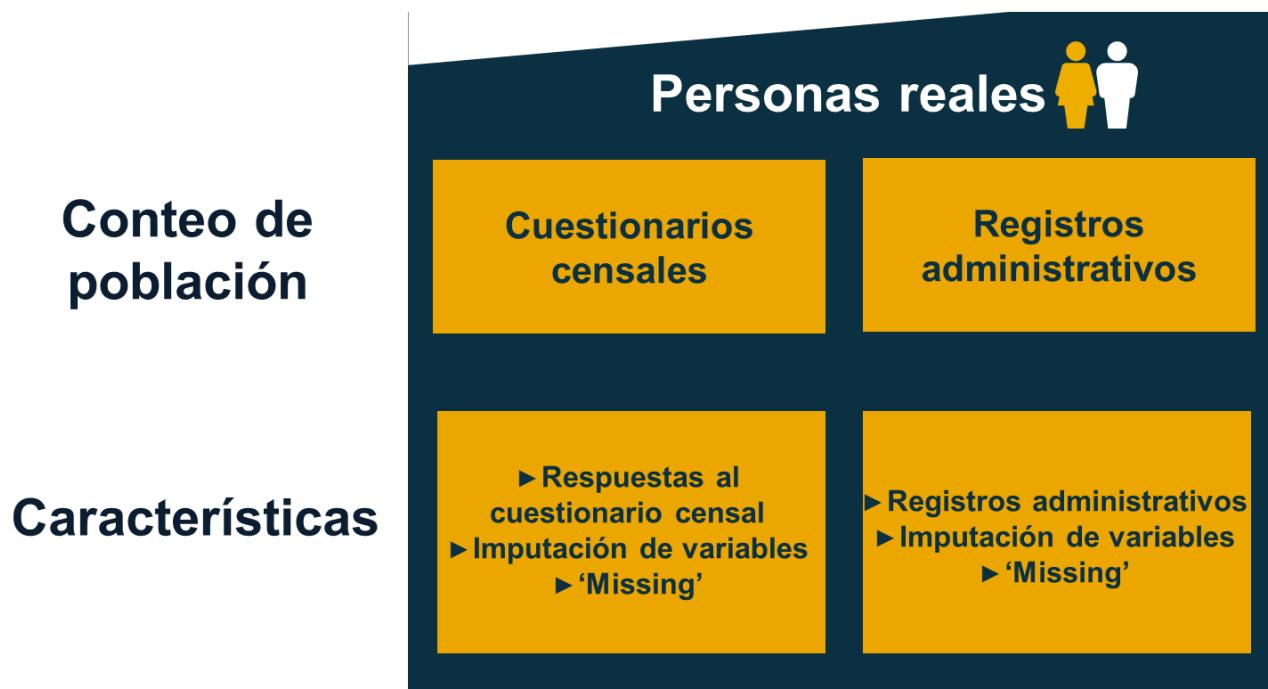 Personas reales
Conteo de
población
Cuestionarios
censales
Registros
administrativos
Características
►Respuestas al
cuestionario censal
►Imputación de variables
►‘Missing’
►Registros administrativos
►Imputación de variables
►‘Missing’